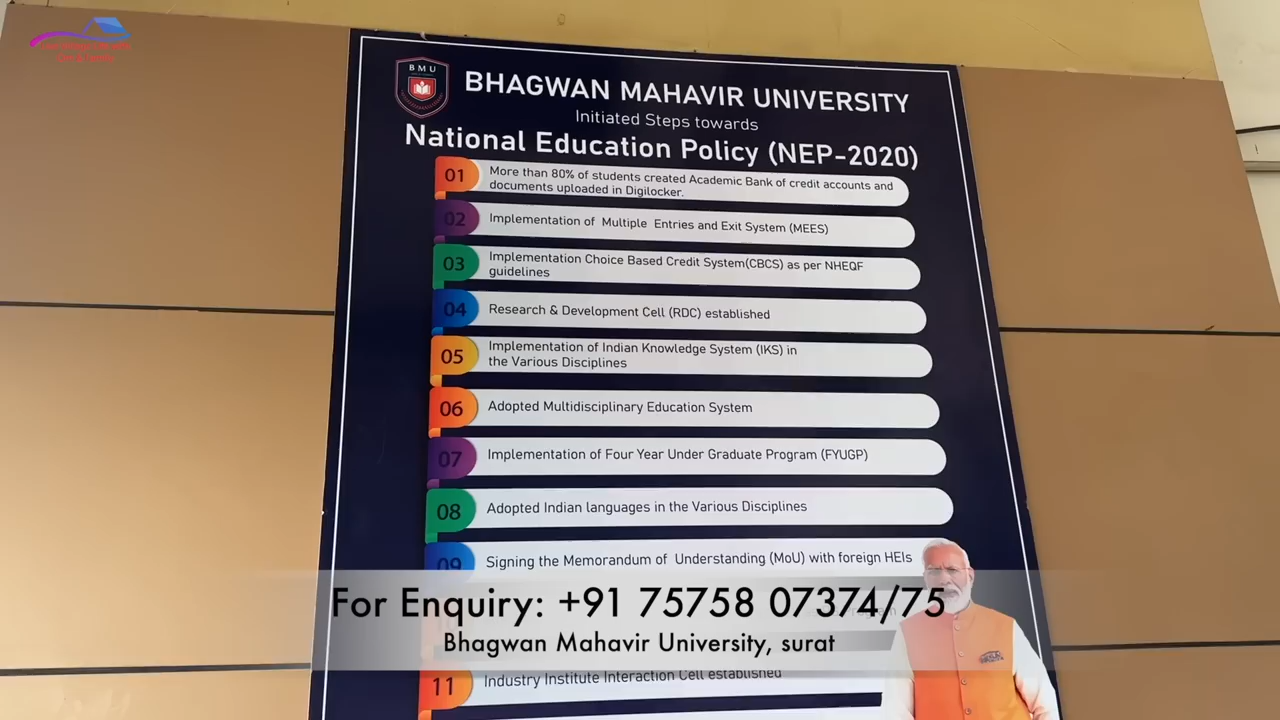 BMU
BHAGWAN MAHAVIR UNIVERSITY
Initiated Steps towards
National Education Policy (NEP-2020)
01
More than 80% of students created Academic Bank of credit accounts and
documents uploaded in Digilocker.
02
Implementation of Multiple Entries and Exit System (MEES)
03
Implementation Choice Based Credit System(CBCS) as per NHEQF
guidelines
04
Research & Development Cell (RDC) established
05
Implementation of Indian Knowledge System (IKS) in
the Various Disciplines
06
Adopted Multidisciplinary Education System
07
Implementation of Four Year Under Graduate Program (FYUGP)
08
Adopted Indian languages in the Various Disciplines
09
Signing the Memorandum of Understanding (MoU) with foreign HEIs
For Enquiry: +91 75758 07374/75
Bhagwan Mahavir University, surat
11
Industry Institute Interaction Cell established